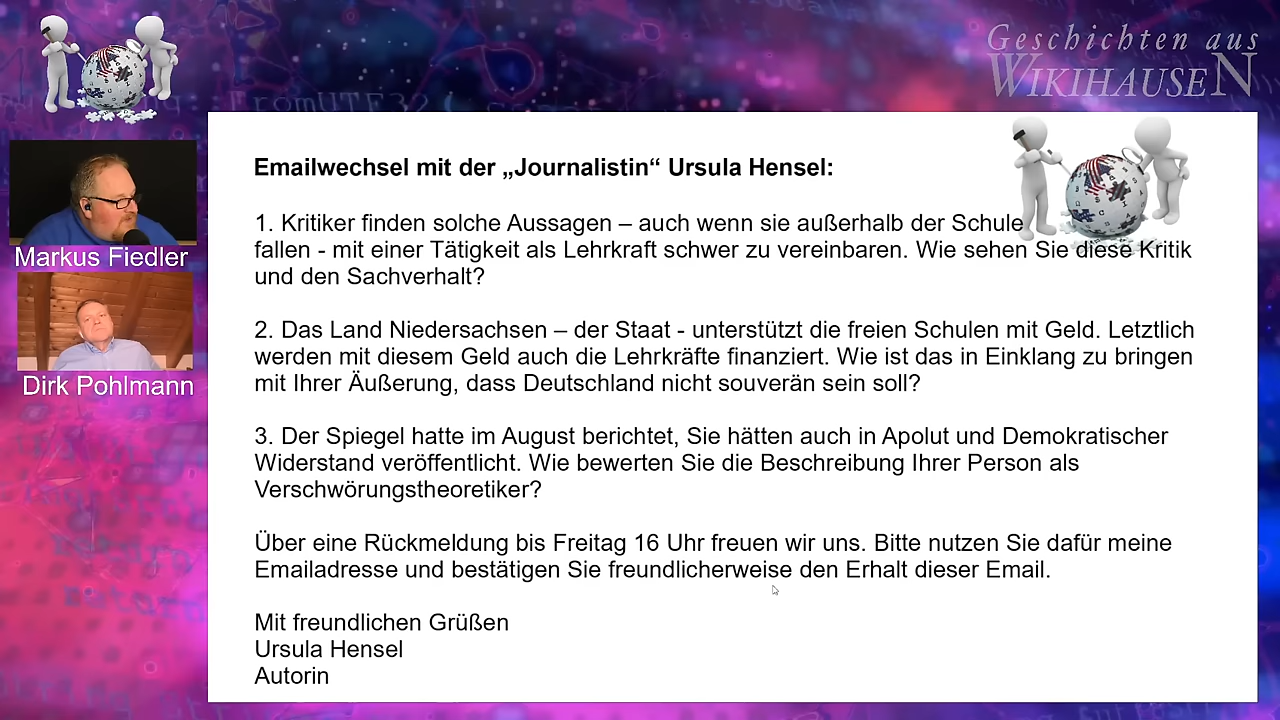 Geschichten aus
WIKIHAUSEN
Markus Fiedler
Dirk Pohlmann
Emailwechsel mit der „Journalistin“ Ursula Hensel:
1. Kritiker finden solche Aussagen – auch wenn sie außerhalb der Schule
fallen - mit einer Tätigkeit als Lehrkraft schwer zu vereinbaren. Wie sehen Sie diese Kritik
und den Sachverhalt?
2. Das Land Niedersachsen – der Staat - unterstützt die freien Schulen mit Geld. Letztlich
werden mit diesem Geld auch die Lehrkräfte finanziert. Wie ist das in Einklang zu bringen
mit Ihrer Äußerung, dass Deutschland nicht souverän sein soll?
3. Der Spiegel hatte im August berichtet, Sie hätten auch in Apolut und Demokratischer
Widerstand veröffentlicht. Wie bewerten Sie die Beschreibung Ihrer Person als
Verschwörungstheoretiker?
Über eine Rückmeldung bis Freitag 16 Uhr freuen wir uns. Bitte nutzen Sie dafür meine
Emailadresse und bestätigen Sie freundlicherweise den Erhalt dieser Email.
Mit freundlichen Grüßen
Ursula Hensel
Autorin